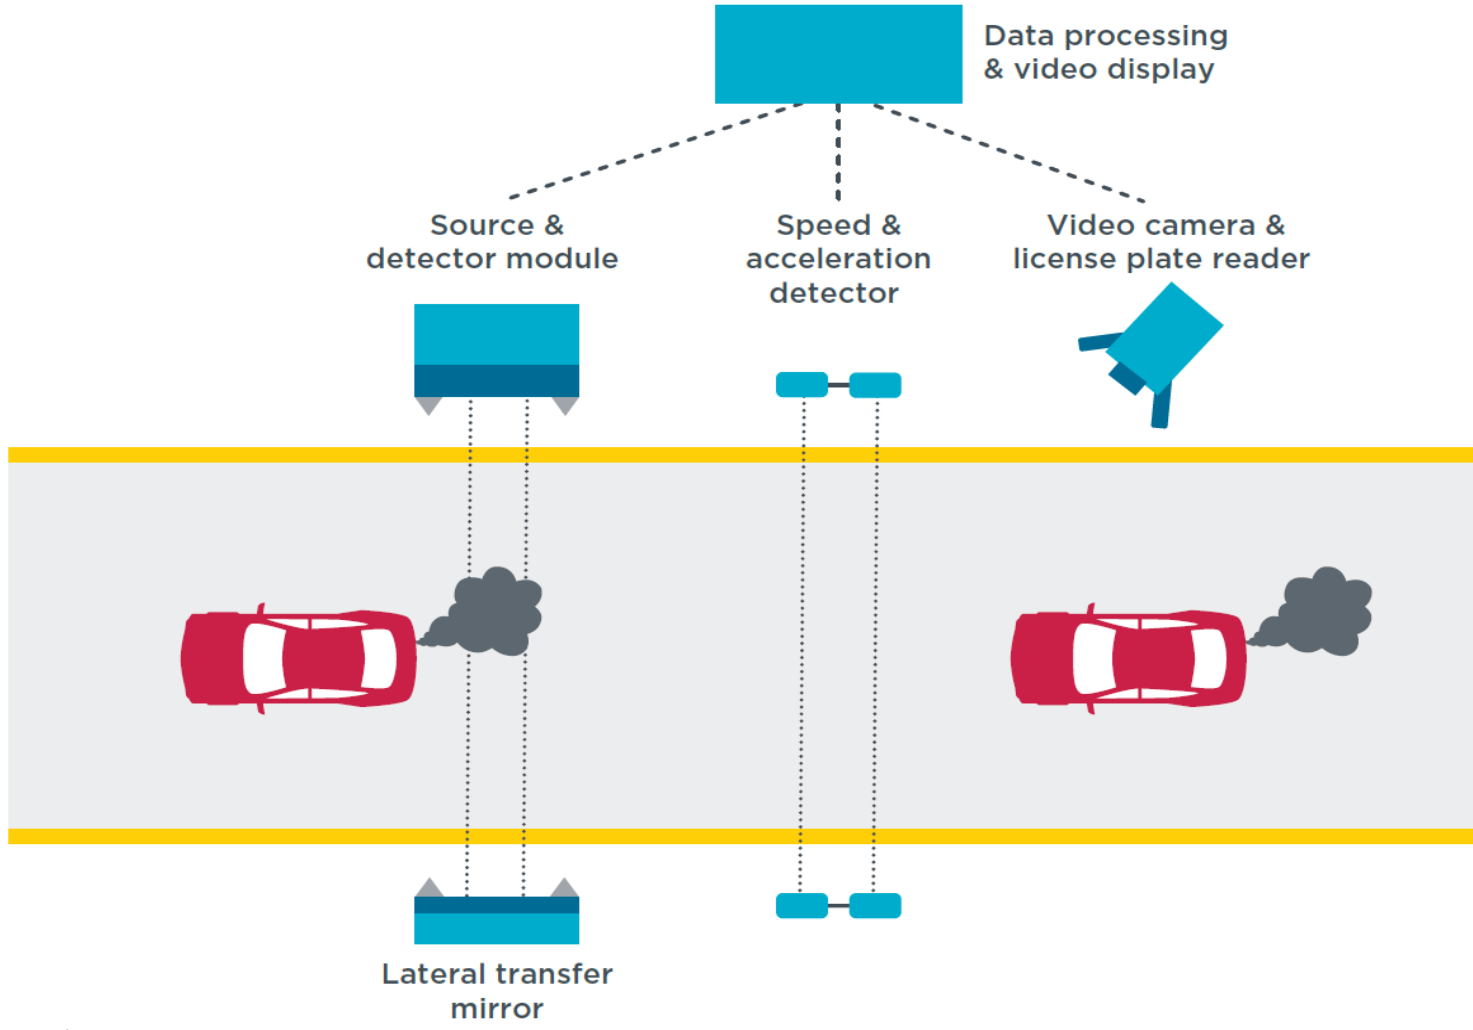 Data processing
& video display
Source &
detector module
Speed &
acceleration
detector
Video camera &
license plate reader
Lateral transfer
mirror